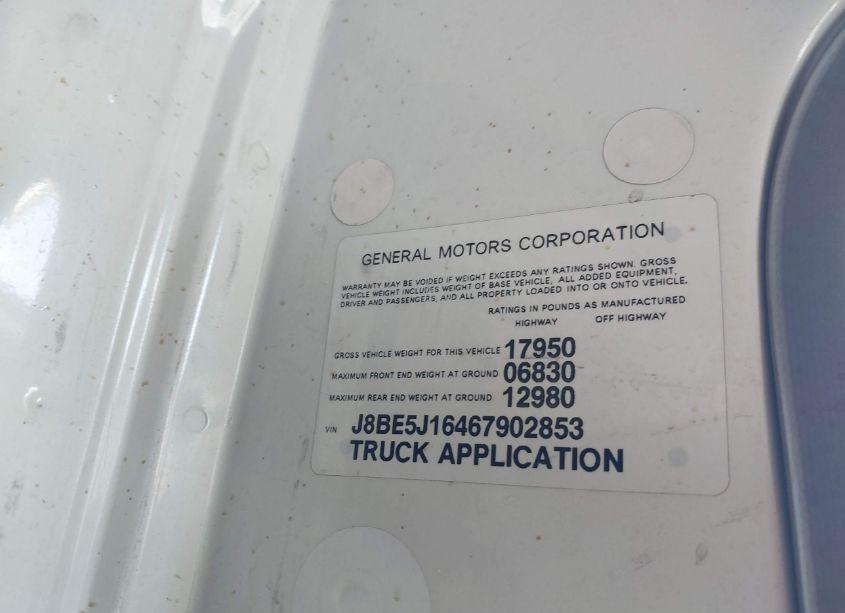 GENERAL MOTORS CORPORATION
WARRANTY MAY BE VOIDED IF WEIGHT EXCEEDS ANY RATINGS SHOWN. GROSS
VEHICLE WEIGHT INCLUDES WEIGHT OF BASE VEHICLE, ALL ADDED EQUIPMENT,
DRIVER AND PASSENGERS, AND ALL PROPERTY LOADED INTO OR ONTO VEHICLE.
RATINGS IN POUNDS AS MANUFACTURED
HIGHWAY OFF HIGHWAY
GROSS VEHICLE WEIGHT FOR THIS VEHICLE 17950
MAXIMUM FRONT END WEIGHT AT GROUND 06830
MAXIMUM REAR END WEIGHT AT GROUND 12980
VIN J8BE5J16467902853
TRUCK APPLICATION